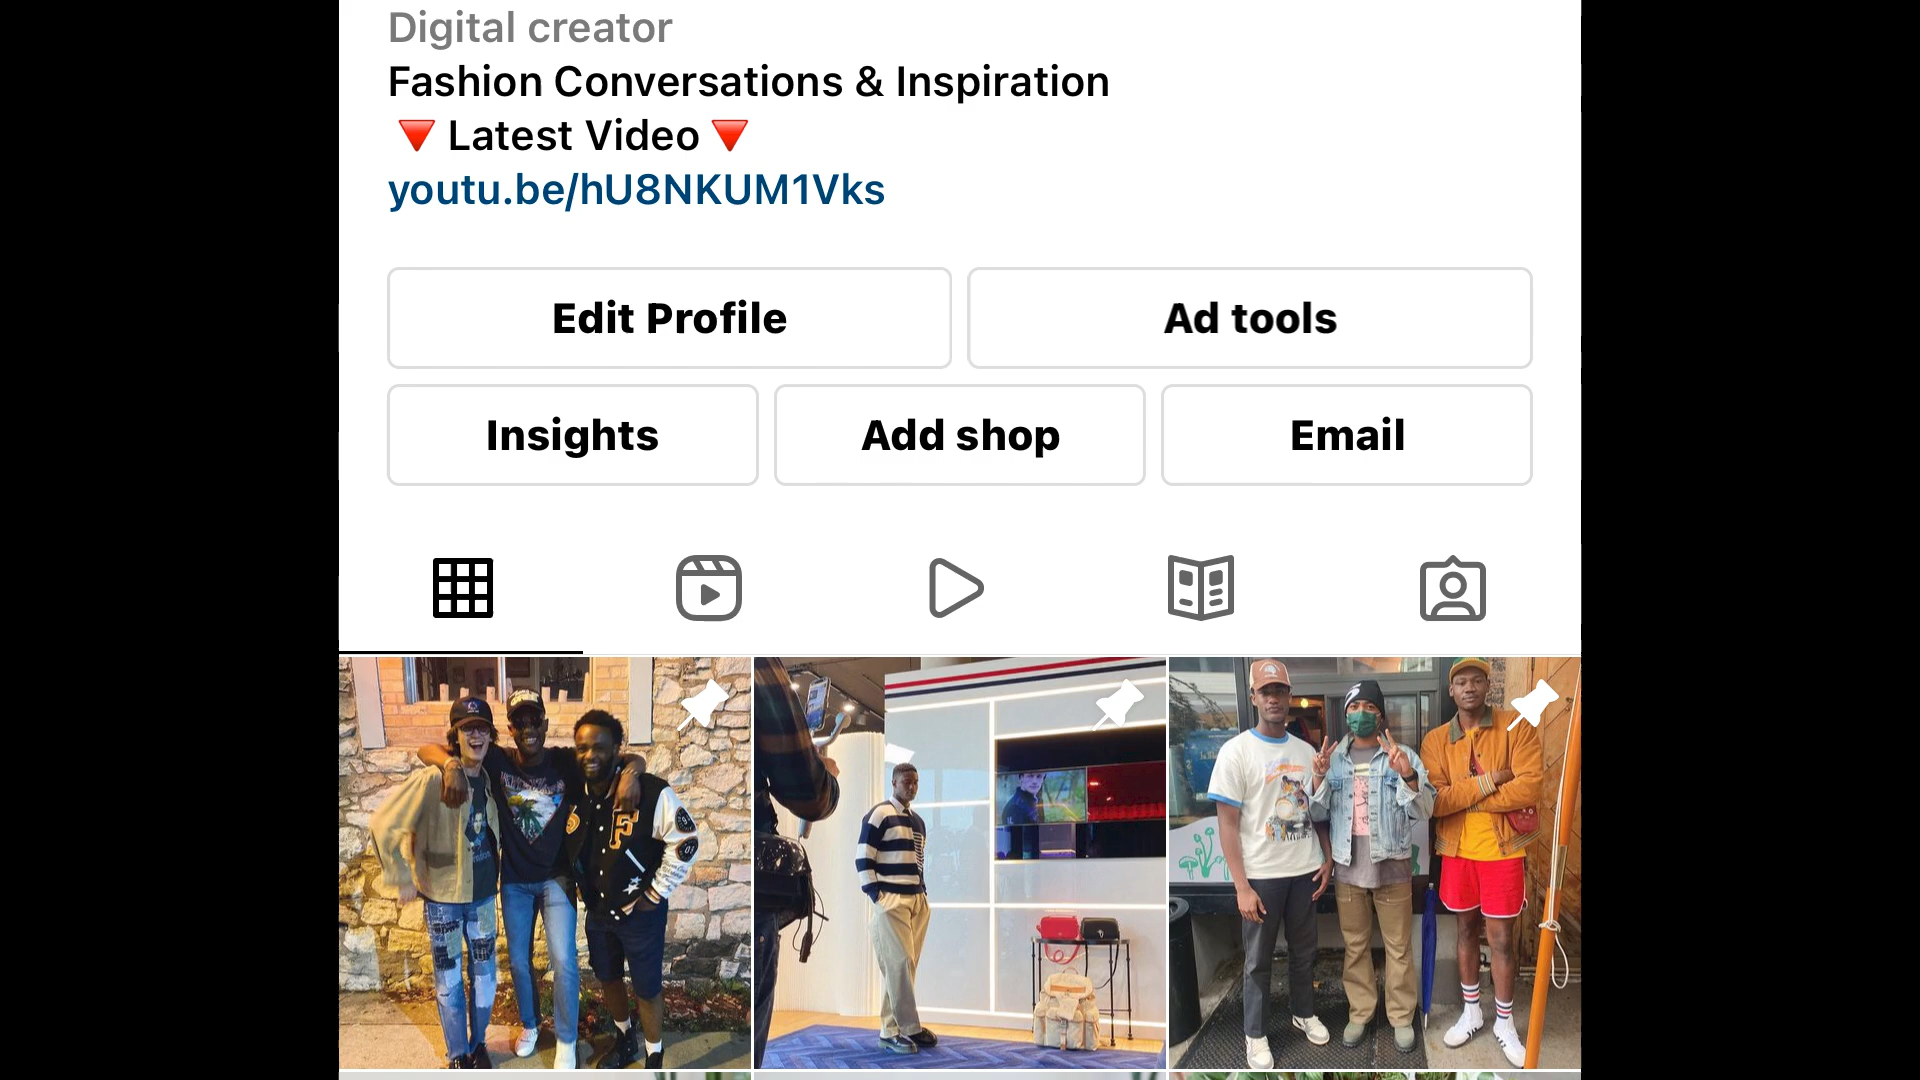 Digital creator
Fashion Conversations & Inspiration
🔻 Latest Video 🔻
youtu.be/hU8NKUM1Vks
Edit Profile
Ad tools
Insights
Add shop
Email
F